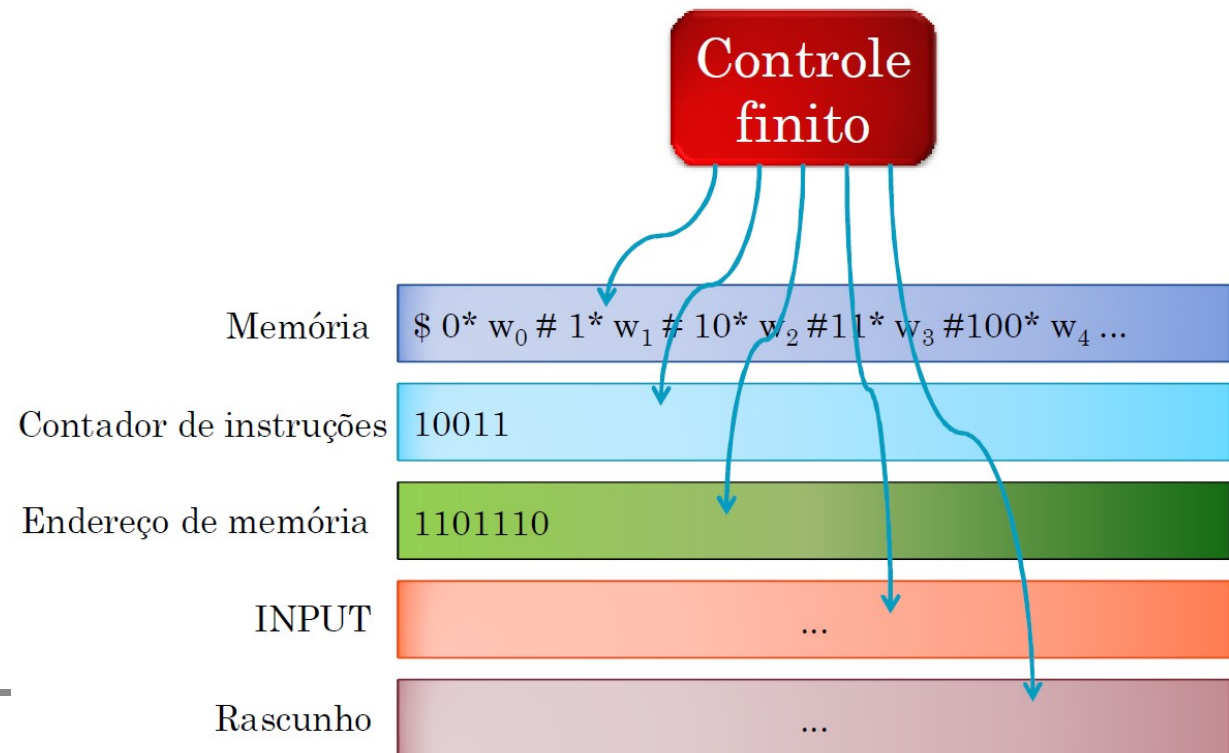 Controle
finito
Memória
$ 0* w₀ # 1* w₁ # 10* w₂ #11* w₃ #100* w₄ ...
Contador de instruções
10011
Endereço de memória
1101110
INPUT
...
Rascunho
...